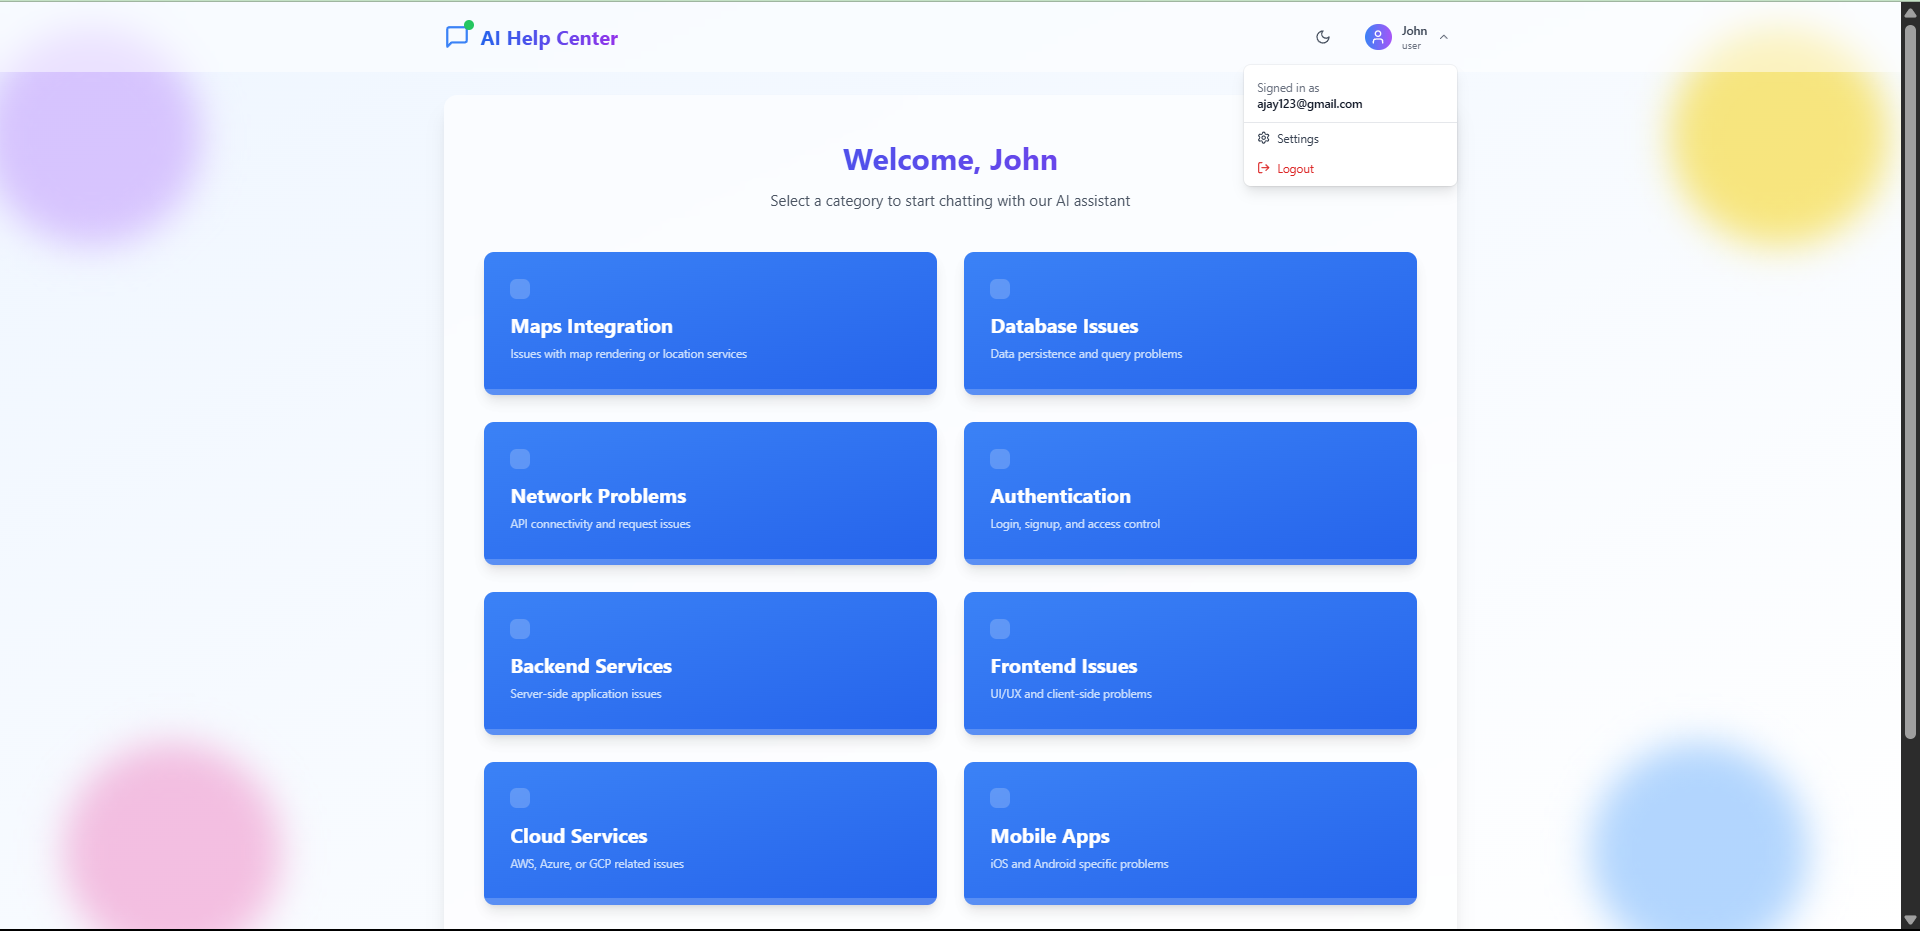 AI Help Center
John
user
Signed in as
ajay123@gmail.com
Settings
Logout
Welcome, John
Select a category to start chatting with our AI assistant
Maps Integration
Issues with map rendering or location services
Database Issues
Data persistence and query problems
Network Problems
API connectivity and request issues
Authentication
Login, signup, and access control
Backend Services
Server-side application issues
Frontend Issues
UI/UX and client-side problems
Cloud Services
AWS, Azure, or GCP related issues
Mobile Apps
iOS and Android specific problems